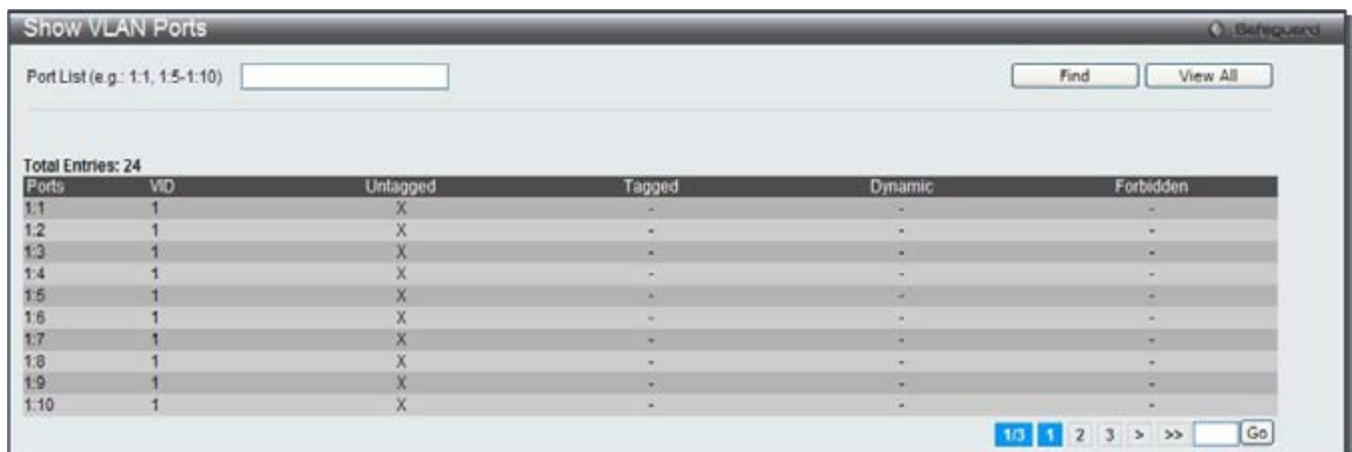 Show VLAN Ports
Safeguard
Port List (e.g.: 1:1, 1:5-1:10)
Find
View All
Total Entries: 24
Ports VID Untagged Tagged Dynamic Forbidden
1:1 1 X - - -
1:2 1 X - - -
1:3 1 X - - -
1:4 1 X - - -
1:5 1 X - - -
1:6 1 X - - -
1:7 1 X - - -
1:8 1 X - - -
1:9 1 X - - -
1:10 1 X - - -
1/3 1 2 3 > >> Go